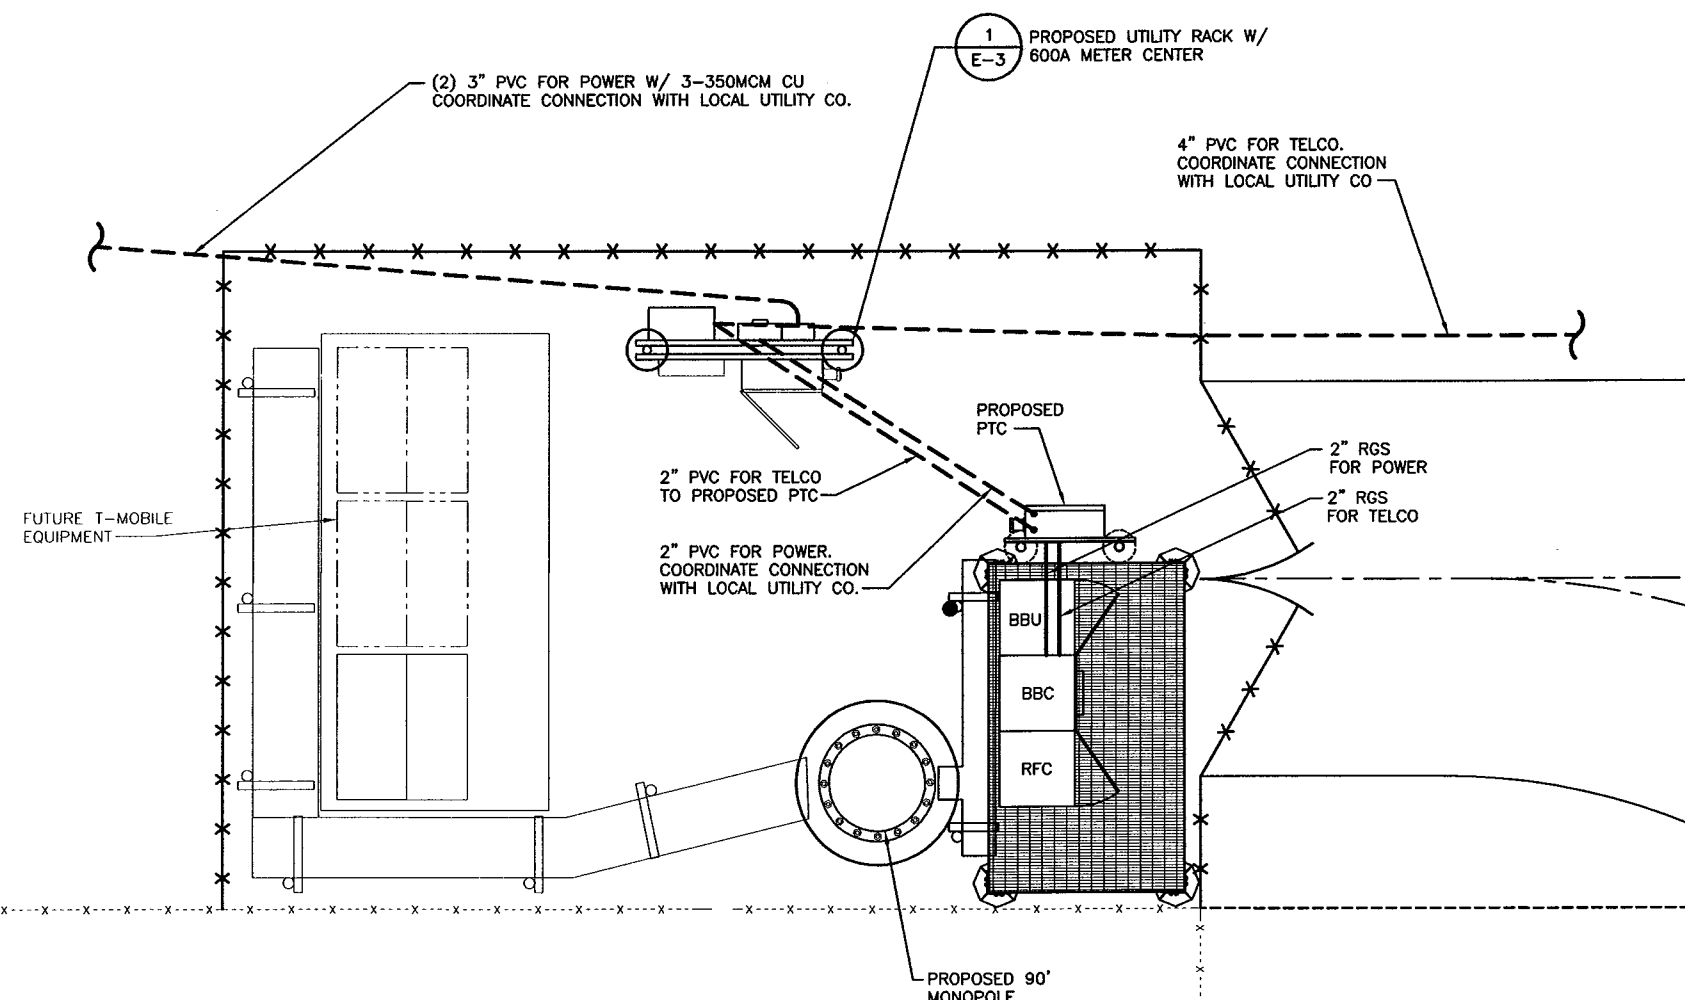 1
E-3
PROPOSED UTILITY RACK W/
600A METER CENTER
(2) 3" PVC FOR POWER W/ 3-350MCM CU
COORDINATE CONNECTION WITH LOCAL UTILITY CO.
4" PVC FOR TELCO.
COORDINATE CONNECTION
WITH LOCAL UTILITY CO
PROPOSED
PTC
2" RGS
FOR POWER
2" RGS
FOR TELCO
2" PVC FOR TELCO
TO PROPOSED PTC
FUTURE T-MOBILE
EQUIPMENT
2" PVC FOR POWER.
COORDINATE CONNECTION
WITH LOCAL UTILITY CO.
BBU
BBC
RFC
PROPOSED 90'
MONOPOLE